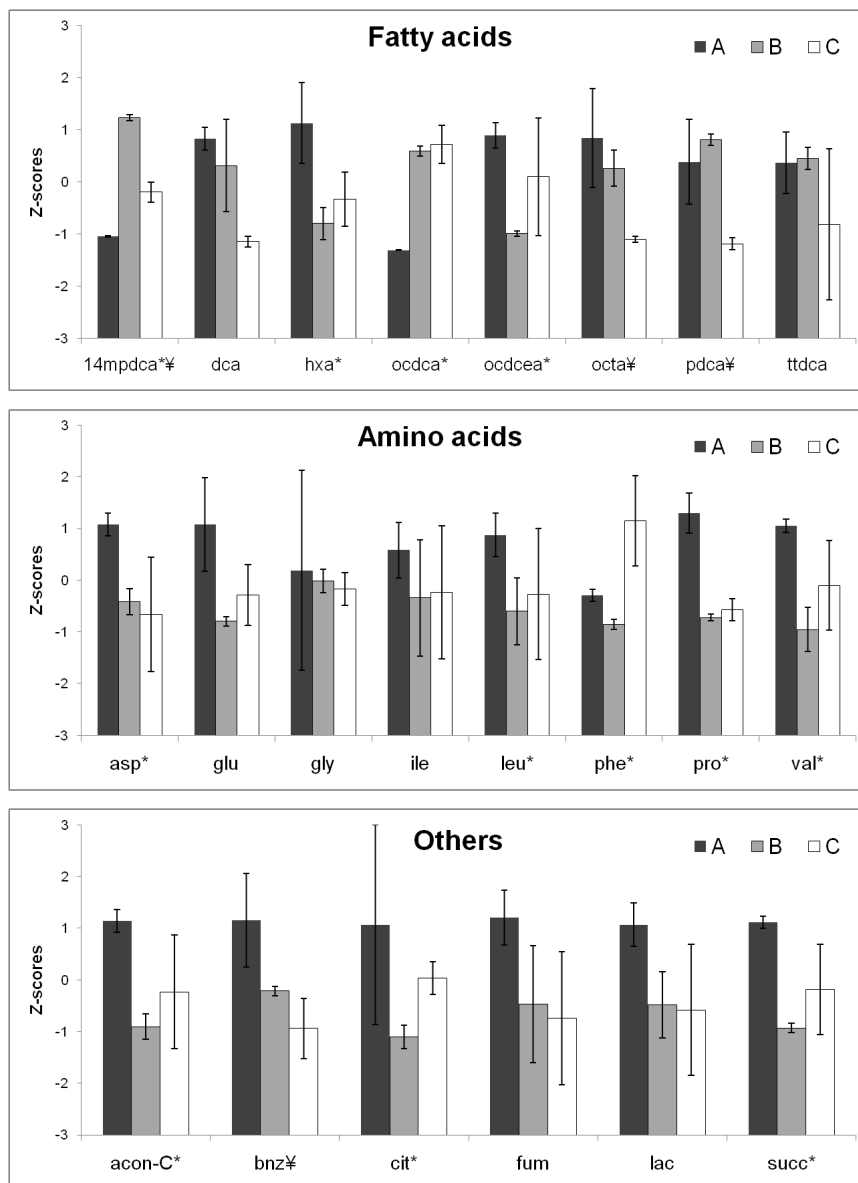 Fatty acids
A B C
Z-scores
3
2
1
0
-1
-2
-3
14mpdca*¥ dca hxa* ocdca* ocdcea* octa¥ pdca¥ ttdca
Amino acids
A B C
Z-scores
3
2
1
0
-1
-2
-3
asp* glu gly ile leu* phe* pro* val*
Others
A B C
Z-scores
3
2
1
0
-1
-2
-3
acon-C* bnz¥ cit* fum lac succ*